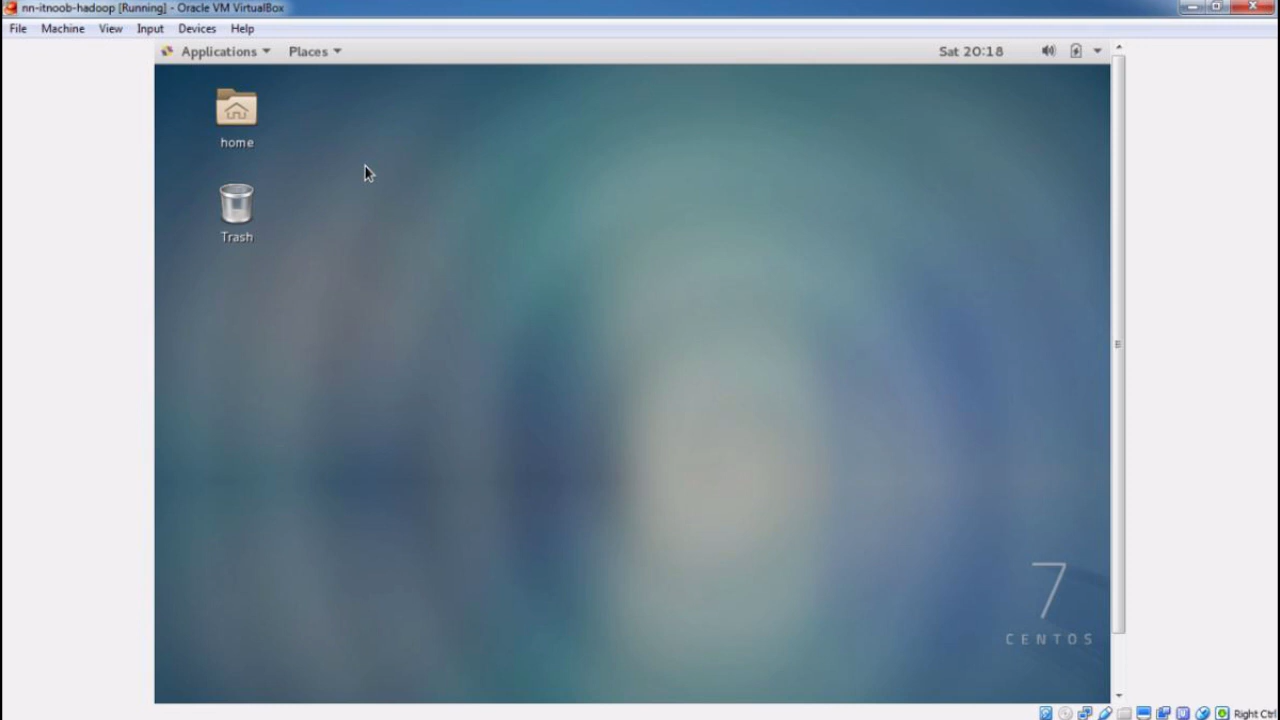 nn-itnoob-hadoop [Running] - Oracle VM VirtualBox
File Machine View Input Devices Help
Applications Places Sat 20:18
home
Trash
7
CENTOS
Right Ctrl